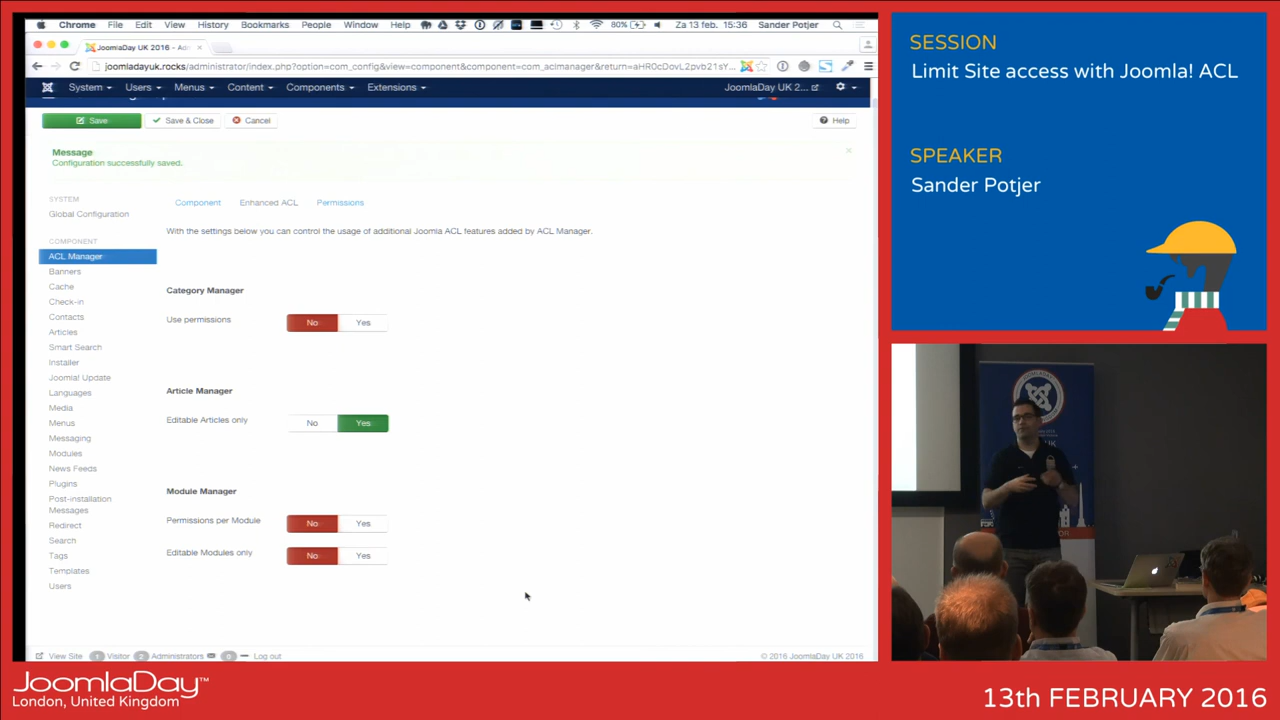 Chrome File Edit View History Bookmarks People Window Help 80% Za 13 feb. 15:36 Sander Potjer
JoomlaDay UK 2016 - Adm
joomladayuk.rocks/administrator/index.php?option=com_config&view=component&component=com_aclmanager&return=aHR0cDovL2pvb21sY...
System Users Menus Content Components Extensions JoomlaDay UK 2...
Save Save & Close Cancel Help
Message
Configuration successfully saved.
SYSTEM
Global Configuration
COMPONENT
ACL Manager
Banners
Cache
Check-in
Contacts
Articles
Smart Search
Installer
Joomla! Update
Languages
Media
Menus
Messaging
Modules
News Feeds
Plugins
Post-installation
Messages
Redirect
Search
Tags
Templates
Users
Component Enhanced ACL Permissions
With the settings below you can control the usage of additional Joomla ACL features added by ACL Manager.
Category Manager
Use permissions No Yes
Article Manager
Editable Articles only No Yes
Module Manager
Permissions per Module No Yes
Editable Modules only No Yes
View Site 1 Visitor 2 Administrators 0 Log out © 2016 JoomlaDay UK 2016
SESSION
Limit Site access with Joomla! ACL
SPEAKER
Sander Potjer
JoomlaDay™
London, United Kingdom
13th FEBRUARY 2016